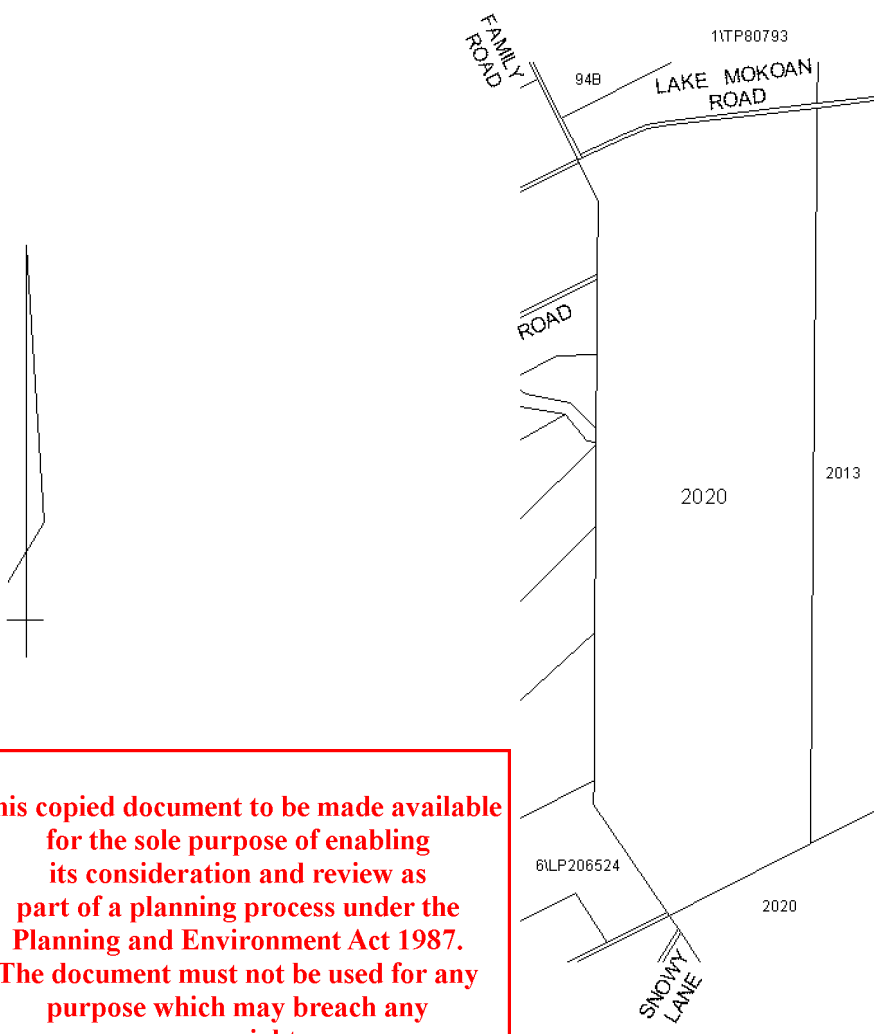 FAMILY
ROAD
1\TP80793
94B
LAKE MOKOAN
ROAD
ROAD
2013
2020
6\LP206524
2020
SNOWY
LANE
his copied document to be made available
for the sole purpose of enabling
its consideration and review as
part of a planning process under the
Planning and Environment Act 1987.
The document must not be used for any
purpose which may breach any